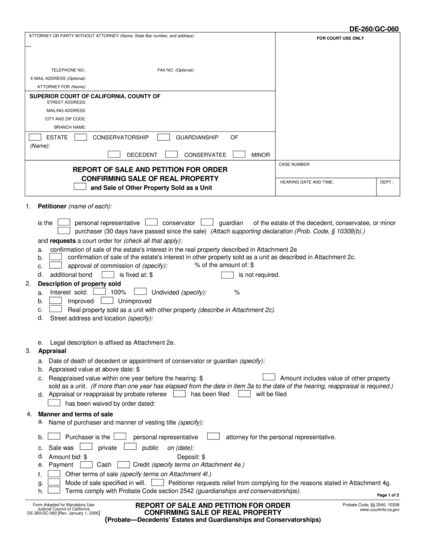 DE-260/GC-060
ATTORNEY OR PARTY WITHOUT ATTORNEY (Name, State Bar number, and address):
FOR COURT USE ONLY
TELEPHONE NO.: FAX NO. (Optional):
E-MAIL ADDRESS (Optional):
ATTORNEY FOR (Name):
SUPERIOR COURT OF CALIFORNIA, COUNTY OF
STREET ADDRESS:
MAILING ADDRESS:
CITY AND ZIP CODE:
BRANCH NAME:
ESTATE CONSERVATORSHIP GUARDIANSHIP OF
(Name):
DECEDENT CONSERVATEE MINOR
REPORT OF SALE AND PETITION FOR ORDER
CONFIRMING SALE OF REAL PROPERTY
and Sale of Other Property Sold as a Unit
CASE NUMBER:
HEARING DATE AND TIME: DEPT.:
1. Petitioner (name of each):
is the personal representative conservator guardian of the estate of the decedent, conservatee, or minor
purchaser (30 days have passed since the sale) (Attach supporting declaration (Prob. Code, § 10308(b).)
and requests a court order for (check all that apply):
a. confirmation of sale of the estate's interest in the real property described in Attachment 2e
b. confirmation of sale of the estate's interest in other property sold as a unit as described in Attachment 2c.
c. approval of commission of (specify): % of the amount of: $
d. additional bond is fixed at: $ is not required.
2. Description of property sold
a. Interest sold: 100% Undivided (specify): %
b. Improved Unimproved
c. Real property sold as a unit with other property (describe in Attachment 2c).
d. Street address and location (specify):
e. Legal description is affixed as Attachment 2e.
3. Appraisal
a. Date of death of decedent or appointment of conservator or guardian (specify):
b. Appraised value at above date: $
c. Reappraised value within one year before the hearing: $ Amount includes value of other property
sold as a unit. (If more than one year has elapsed from the date in item 3a to the date of the hearing, reappraisal is required.)
d. Appraisal or reappraisal by probate referee has been filed will be filed
has been waived by order dated:
4. Manner and terms of sale
a. Name of purchaser and manner of vesting title (specify):
b. Purchaser is the personal representative attorney for the personal representative.
c. Sale was private public on (date):
d. Amount bid: $ Deposit: $
e. Payment Cash Credit (specify terms on Attachment 4e.)
f. Other terms of sale (specify terms on Attachment 4f.)
g. Mode of sale specified in will. Petitioner requests relief from complying for the reasons stated in Attachment 4g.
h. Terms comply with Probate Code section 2542 (guardianships and conservatorships).
Page 1 of 2
Form Adopted for Mandatory Use
Judicial Council of California
DE-260/GC-060 [Rev. January 1, 2006]
REPORT OF SALE AND PETITION FOR ORDER
CONFIRMING SALE OF REAL PROPERTY
(Probate—Decedents' Estates and Guardianships and Conservatorships)
Probate Code, §§ 2540, 10308
www.courtinfo.ca.gov